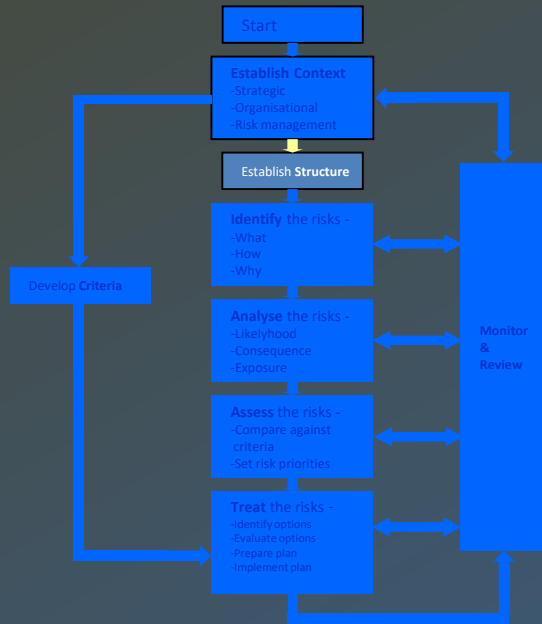 Start
Establish Context
-Strategic
-Organisational
-Risk management
Establish Structure
Identify the risks -
-What
-How
-Why
Develop Criteria
Analyse the risks -
-Likelyhood
-Consequence
-Exposure
Monitor
&
Review
Assess the risks -
-Compare against
criteria
-Set risk priorities
Treat the risks -
-Identify options
-Evaluate options
-Prepare plan
-Implement plan